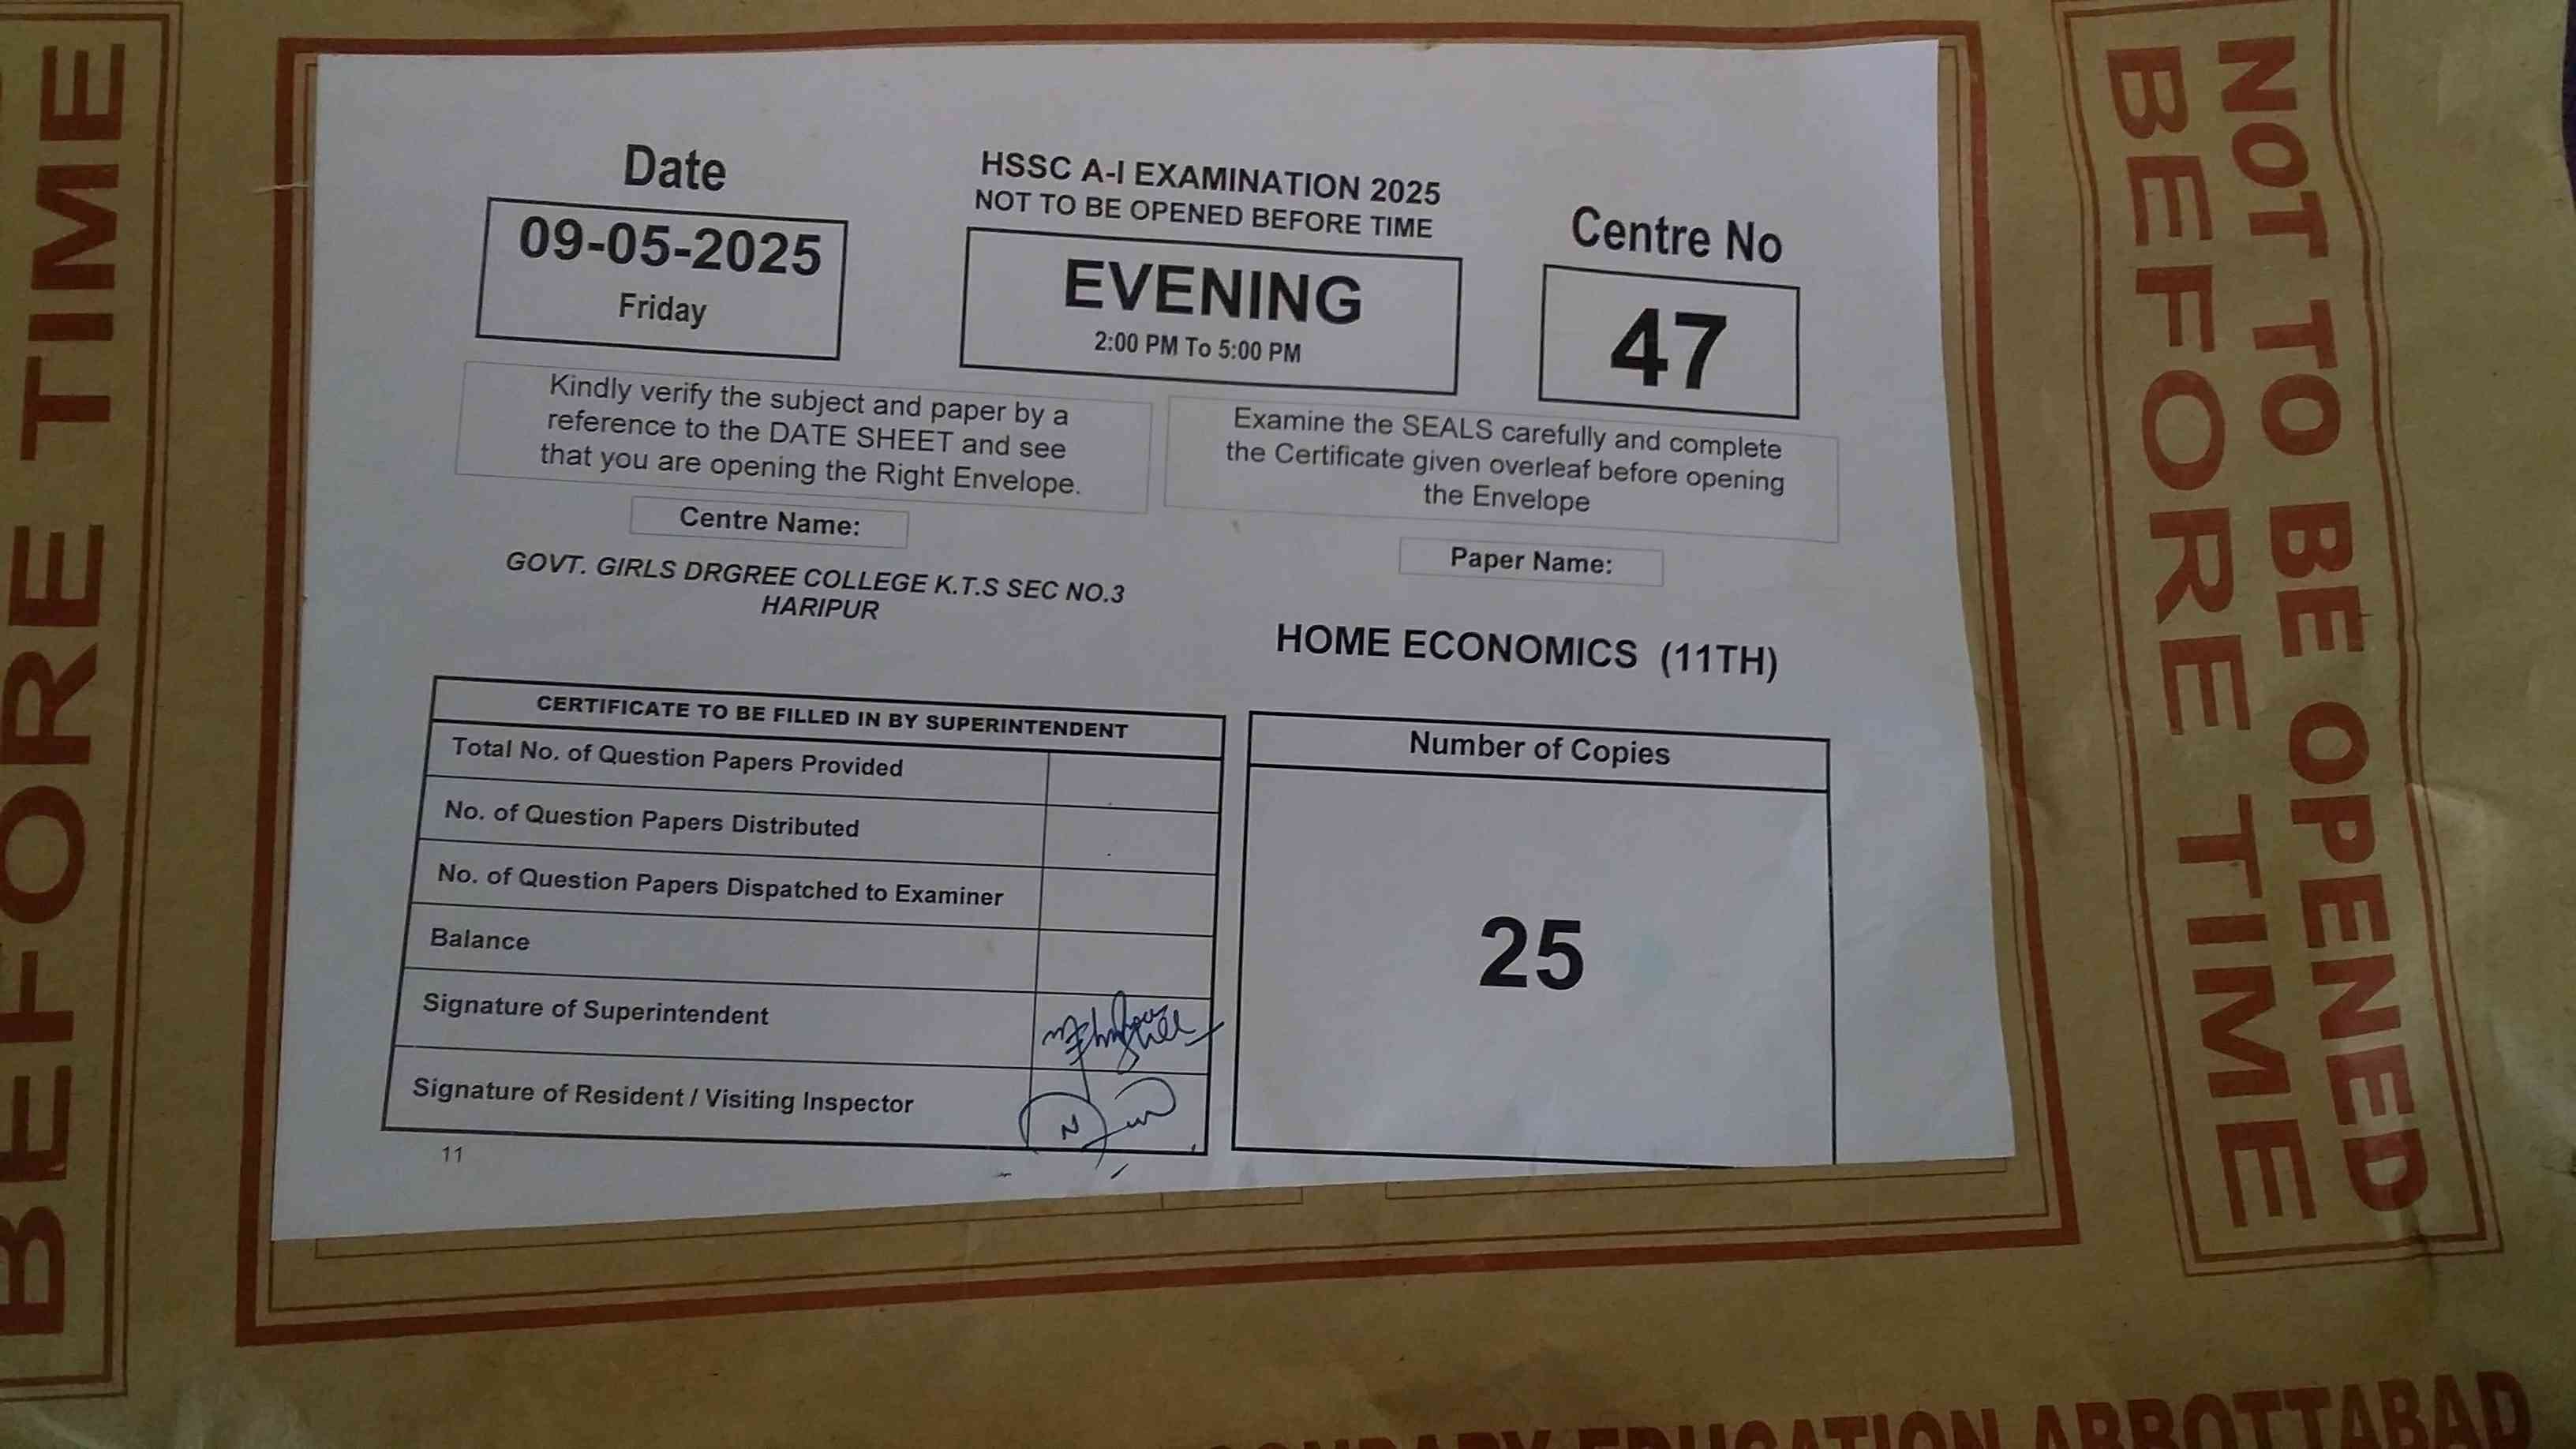 BEFORE TIME
Date
09-05-2025
Friday
HSSC A-I EXAMINATION 2025
NOT TO BE OPENED BEFORE TIME
EVENING
2:00 PM To 5:00 PM
Centre No
47
Kindly verify the subject and paper by a
reference to the DATE SHEET and see
that you are opening the Right Envelope.
Examine the SEALS carefully and complete
the Certificate given overleaf before opening
the Envelope
Centre Name:
GOVT. GIRLS DRGREE COLLEGE K.T.S SEC NO.3
HARIPUR
Paper Name:
HOME ECONOMICS (11TH)
CERTIFICATE TO BE FILLED IN BY SUPERINTENDENT
Total No. of Question Papers Provided
No. of Question Papers Distributed
No. of Question Papers Dispatched to Examiner
Balance
Signature of Superintendent
Signature of Resident / Visiting Inspector
11
Number of Copies
25
NOT TO BE OPENED
BEFORE TIME
EDUCATION ABBOTTABAD